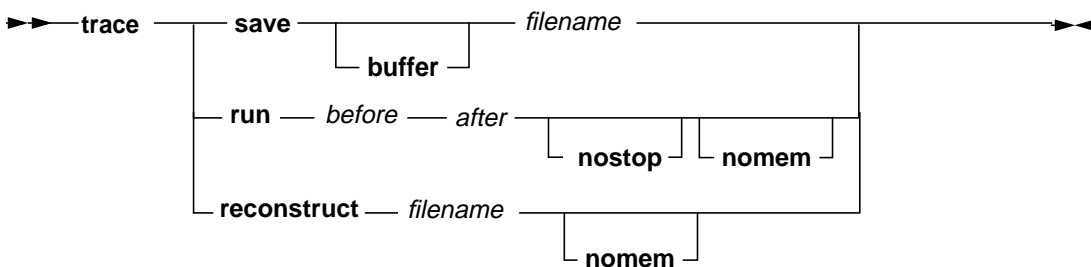 trace save filename
buffer
run before after
nostop nomem
reconstruct filename
nomem